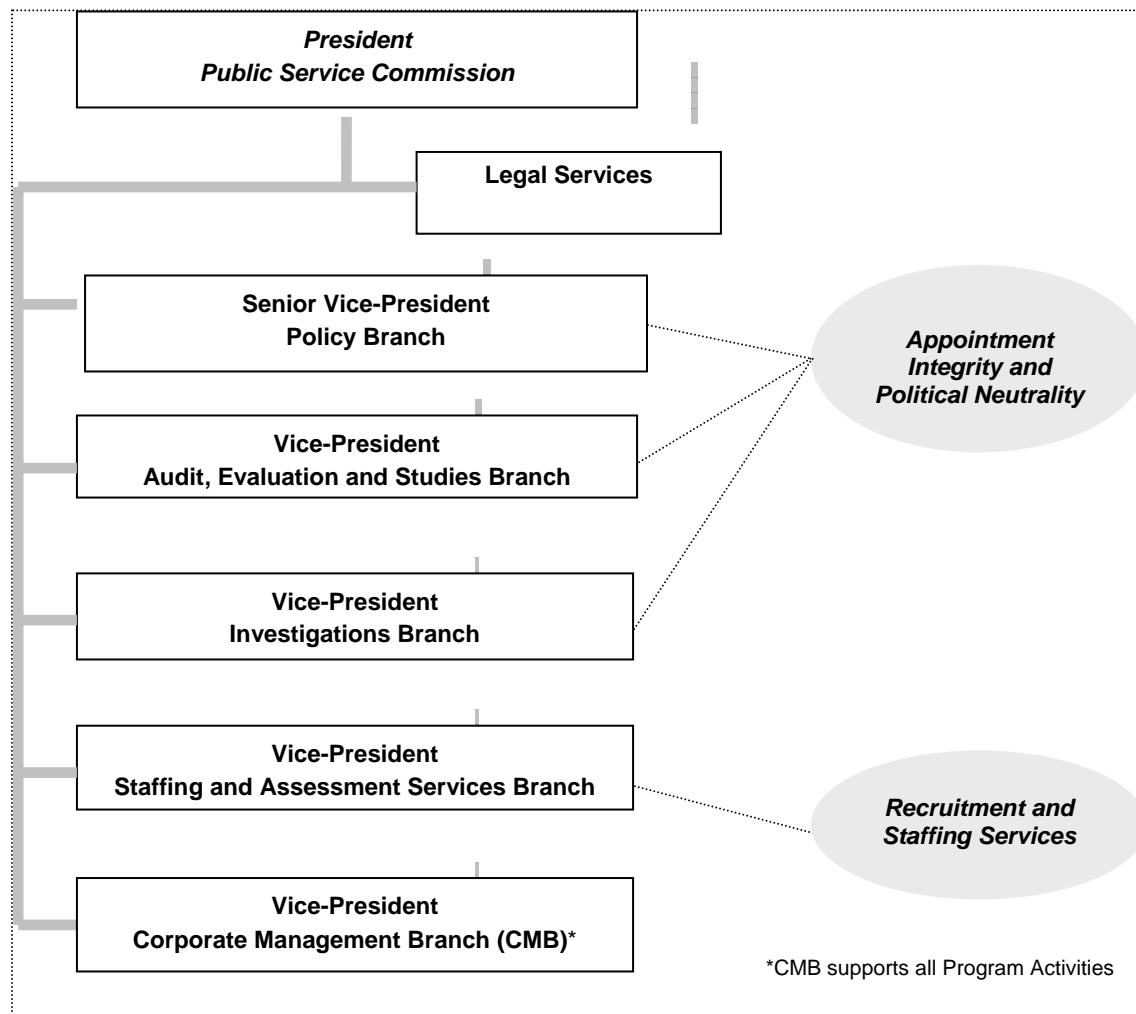 President
Public Service Commission
Legal Services
Senior Vice-President
Policy Branch
Appointment
Integrity and
Political Neutrality
Vice-President
Audit, Evaluation and Studies Branch
Vice-President
Investigations Branch
Vice-President
Staffing and Assessment Services Branch
Recruitment and
Staffing Services
Vice-President
Corporate Management Branch (CMB)*
*CMB supports all Program Activities